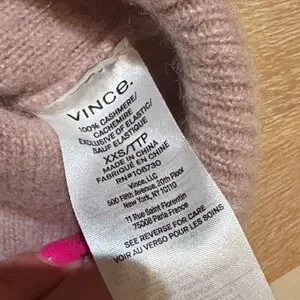 VINCE.
100% CASHMERE/
CACHEMIRE
EXCLUSIVE OF ELASTIC/
SAUF ELASTIQUE
XXS/TTP
MADE IN CHINA
FABRIQUÉ EN CHINE
RN#106730
Vince, LLC
500 Fifth Avenue, 20th Floor
New York, NY 10110
11 Rue Saint Florentin
75008 Paris France
SEE REVERSE FOR CARE
VOIR AU VERSO POUR LES SOINS